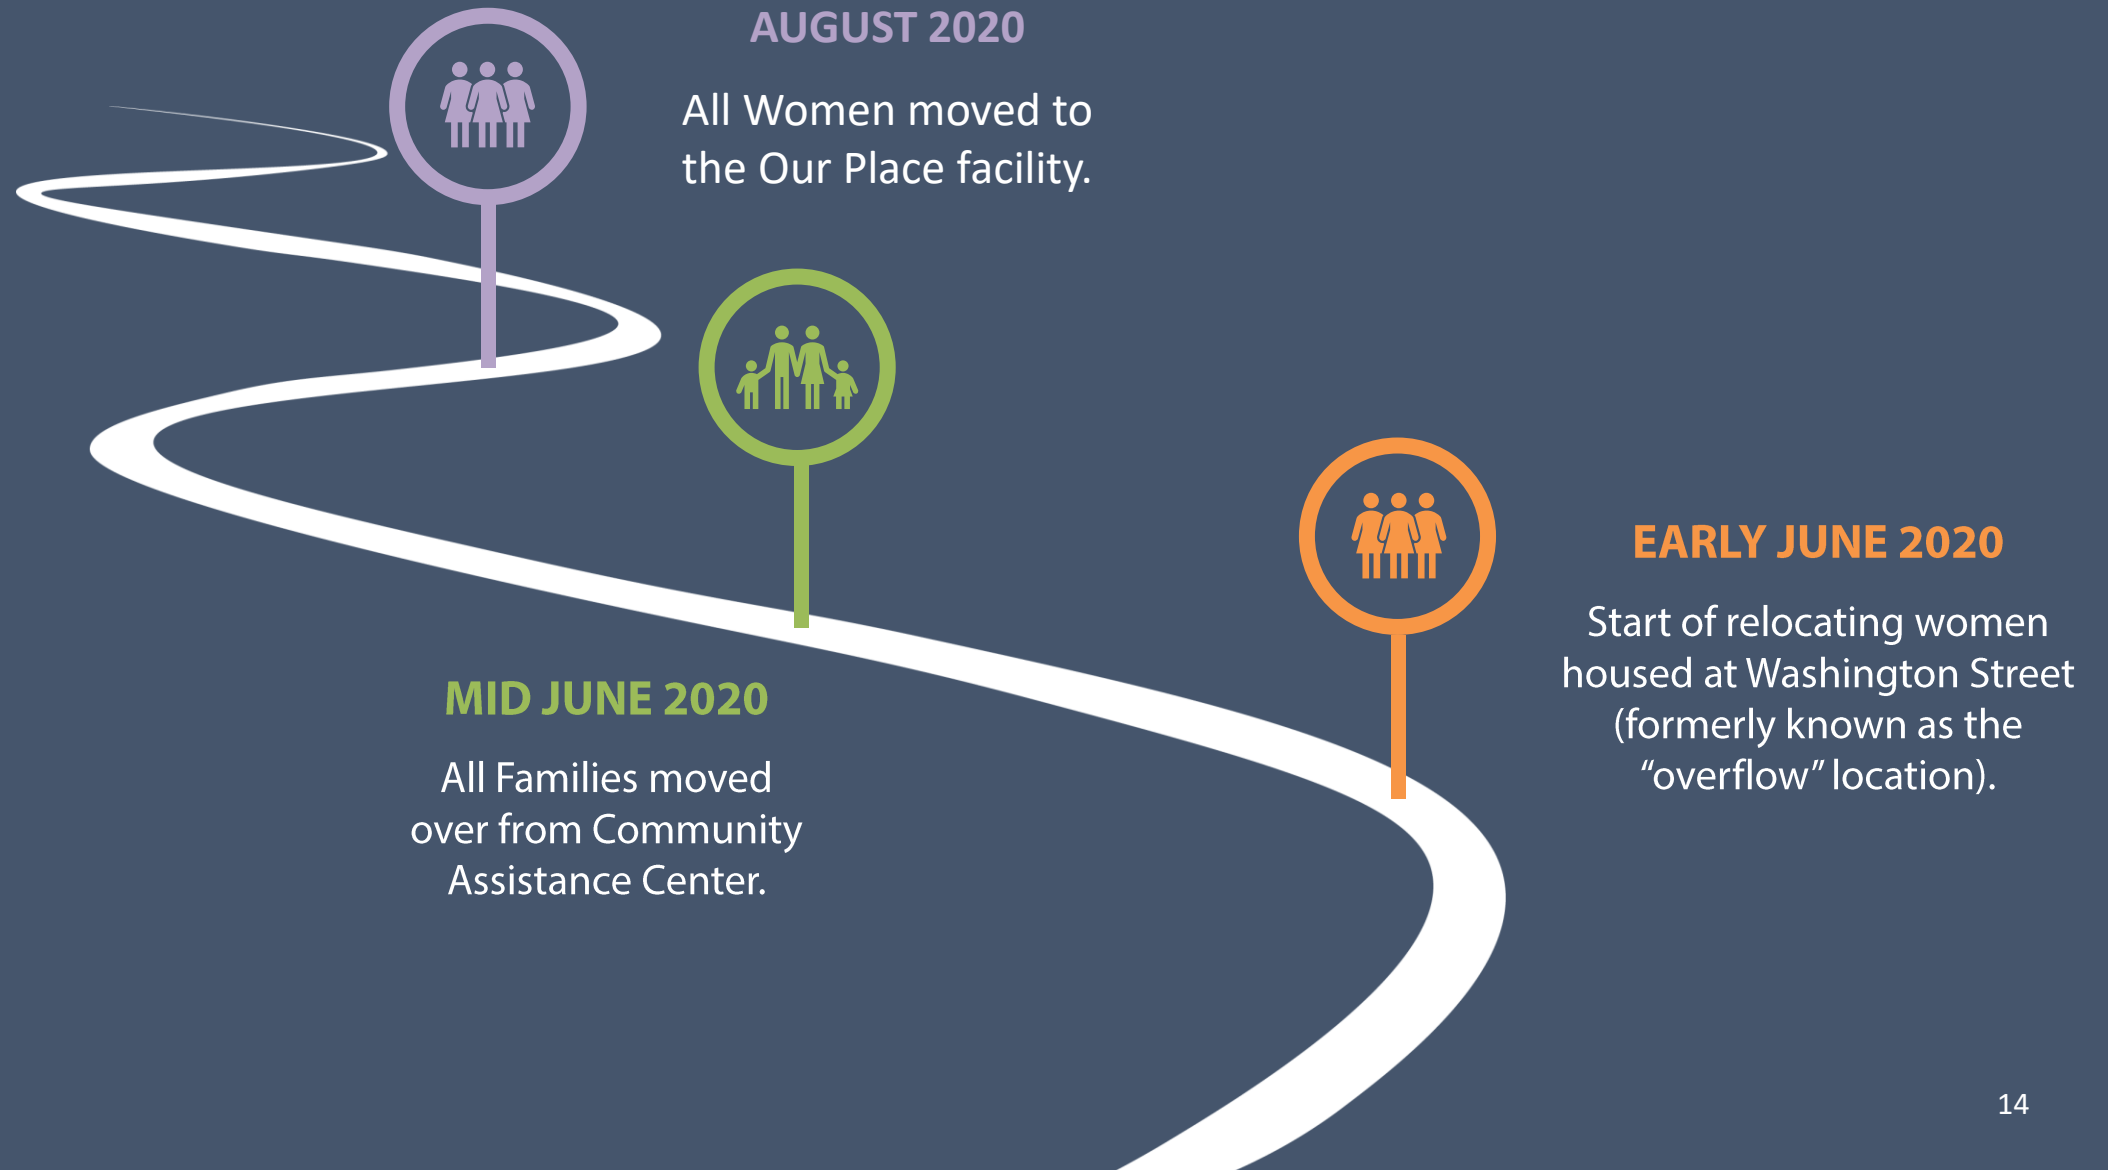 AUGUST 2020
All Women moved to
the Our Place facility.
EARLY JUNE 2020
Start of relocating women
housed at Washington Street
(formerly known as the
“overflow” location).
MID JUNE 2020
All Families moved
over from Community
Assistance Center.
14